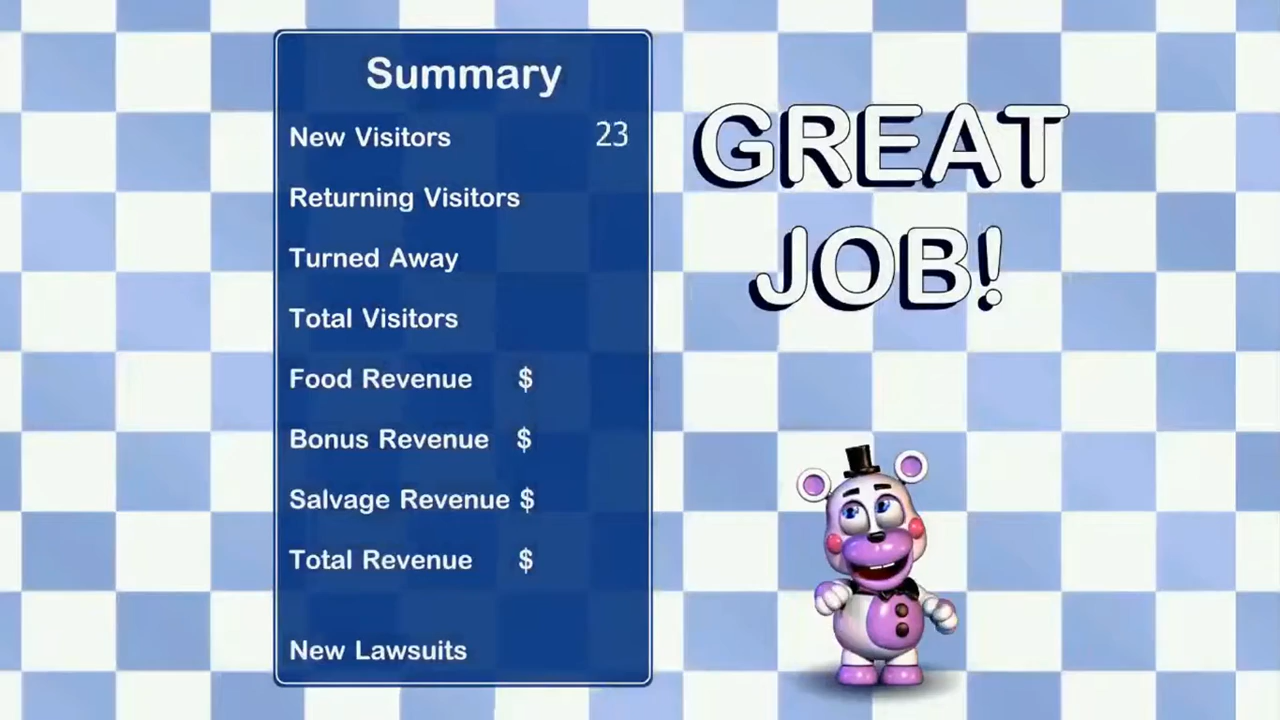 Summary
New Visitors 23
Returning Visitors
Turned Away
Total Visitors
Food Revenue $
Bonus Revenue $
Salvage Revenue $
Total Revenue $
New Lawsuits
GREAT
JOB!